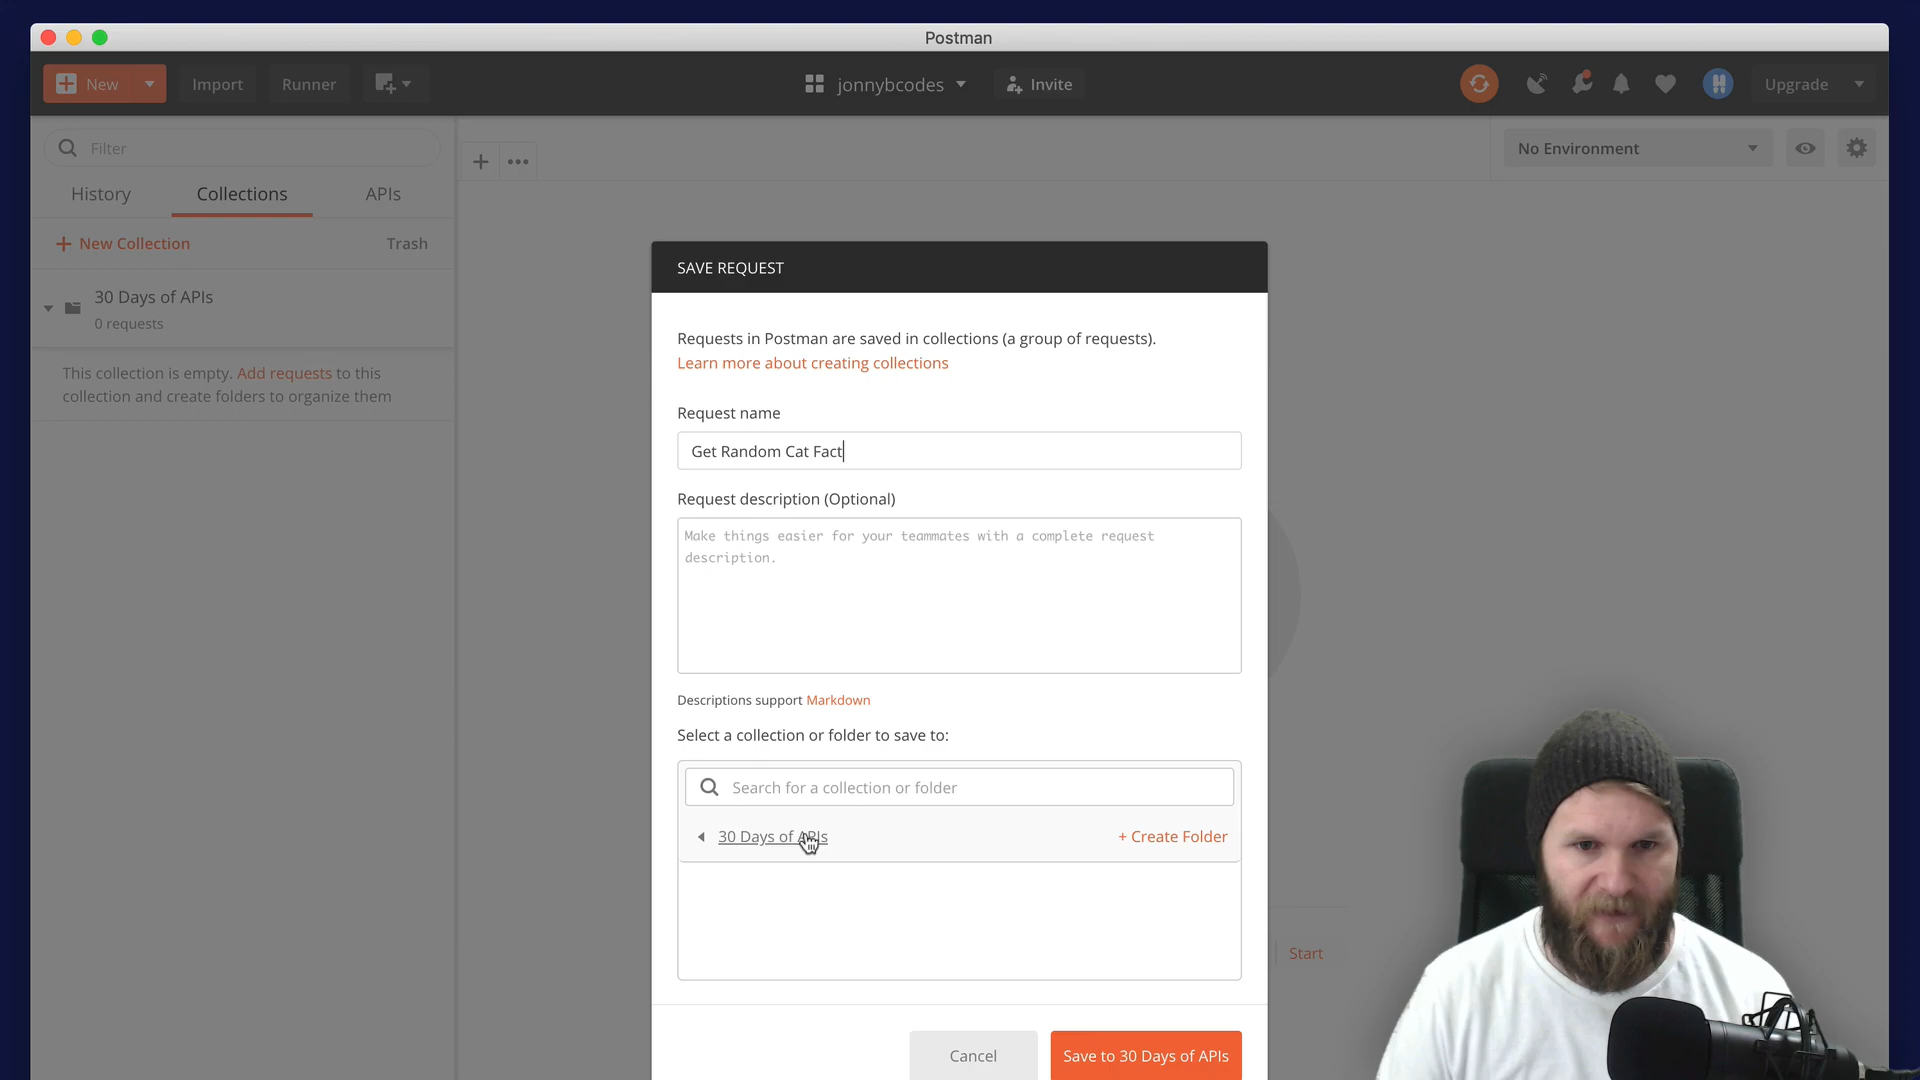 Postman
New
Import
Runner
jonnybcodes
Invite
Upgrade
Filter
No Environment
History
Collections
APIs
New Collection
Trash
30 Days of APIs
0 requests
This collection is empty. Add requests to this
collection and create folders to organize them
SAVE REQUEST
Requests in Postman are saved in collections (a group of requests).
Learn more about creating collections
Request name
Get Random Cat Fact
Request description (Optional)
Make things easier for your teammates with a complete request
description.
Descriptions support Markdown
Select a collection or folder to save to:
Search for a collection or folder
30 Days of APIs
+ Create Folder
Start
Cancel
Save to 30 Days of APIs